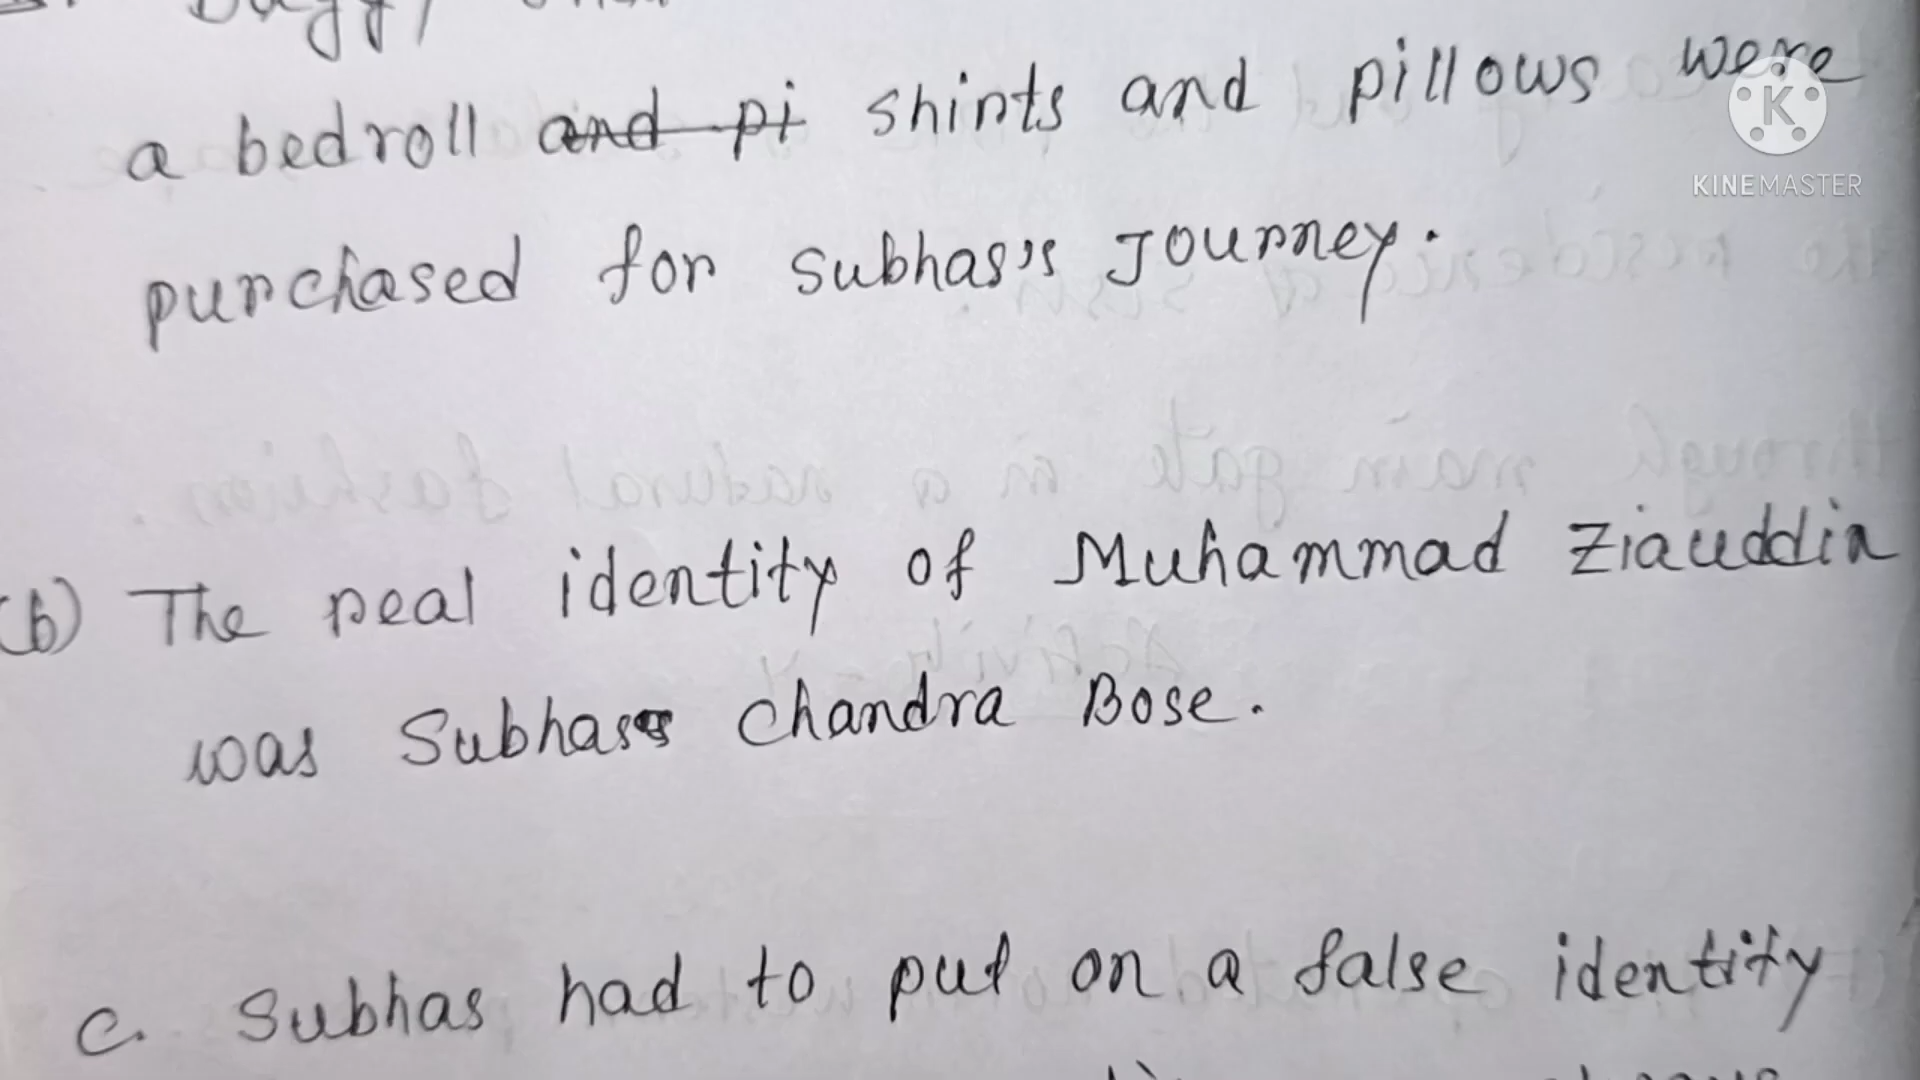 a bedroll and pi shirts and pillows were
purchased for Subhas's Journey.
(b) The real identity of Muhammad Ziauddin
was Subhas Chandra Bose.
c. Subhas had to put on a false identity
KINEMASTER